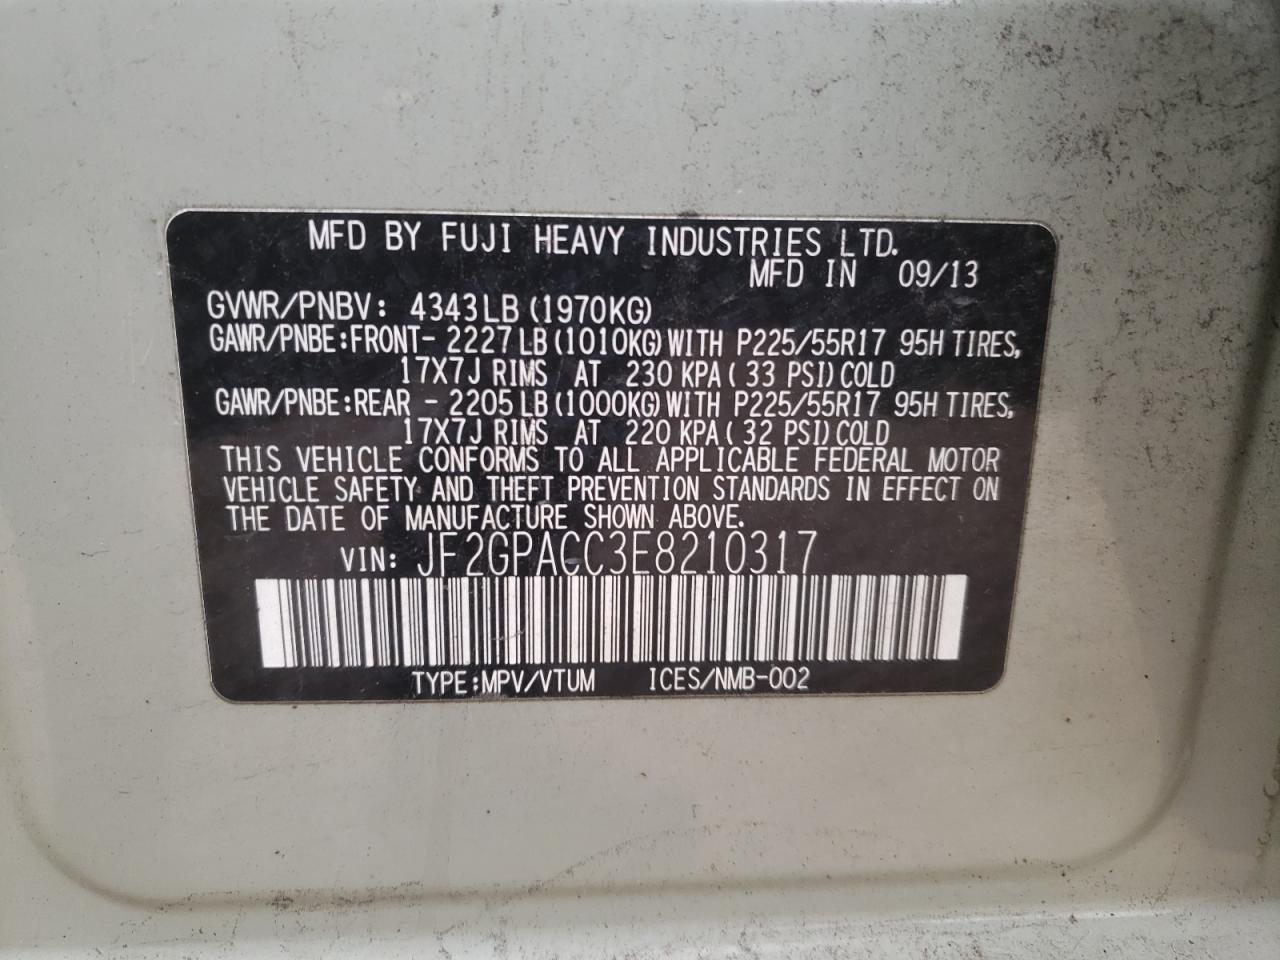 MFD BY FUJI HEAVY INDUSTRIES LTD.
MFD IN 09/13
GVWR/PNBV: 4343LB (1970KG)
GAWR/PNBE:FRONT- 2227LB (1010KG) WITH P225/55R17 95H TIRES,
17X7J RIMS AT 230 KPA( 33 PSI) COLD
GAWR/PNBE:REAR - 2205LB (1000KG) WITH P225/55R17 95H TIRES,
17X7J RIMS AT 220 KPA( 32 PSI) COLD
THIS VEHICLE CONFORMS TO ALL APPLICABLE FEDERAL MOTOR
VEHICLE SAFETY AND THEFT PREVENTION STANDARDS IN EFFECT ON
THE DATE OF MANUFACTURE SHOWN ABOVE.
VIN: JF2GPACC3E8210317
TYPE:MPV/VTUM ICES/NMB-002